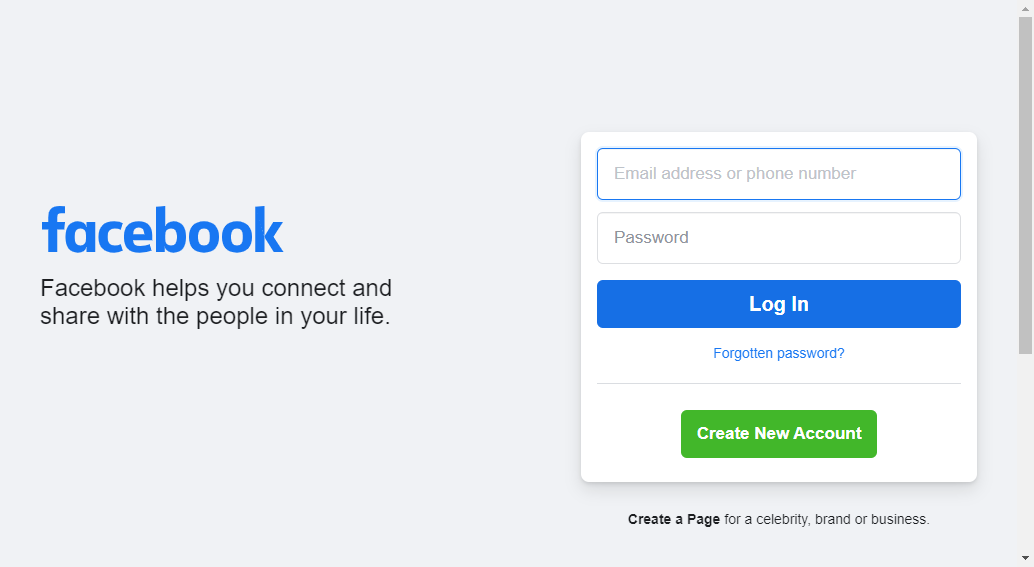 facebook
Facebook helps you connect and
share with the people in your life.
Email address or phone number
Password
Log In
Forgotten password?
Create New Account
Create a Page for a celebrity, brand or business.